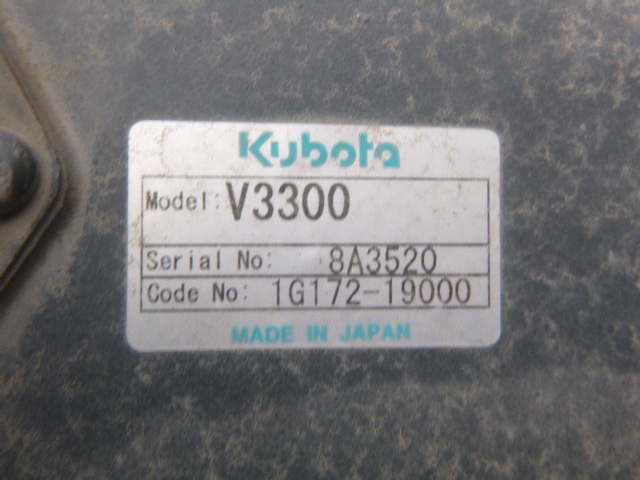 Kubota
Model: V3300
Serial No: 8A3520
Code No: 1G172-19000
MADE IN JAPAN